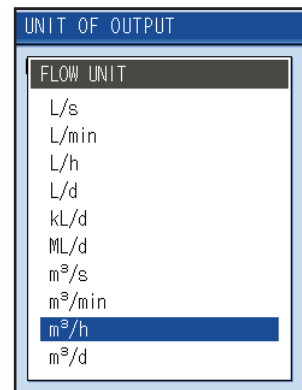 UNIT OF OUTPUT
FLOW UNIT
L/s
L/min
L/h
L/d
kL/d
ML/d
m³/s
m³/min
m³/h
m³/d